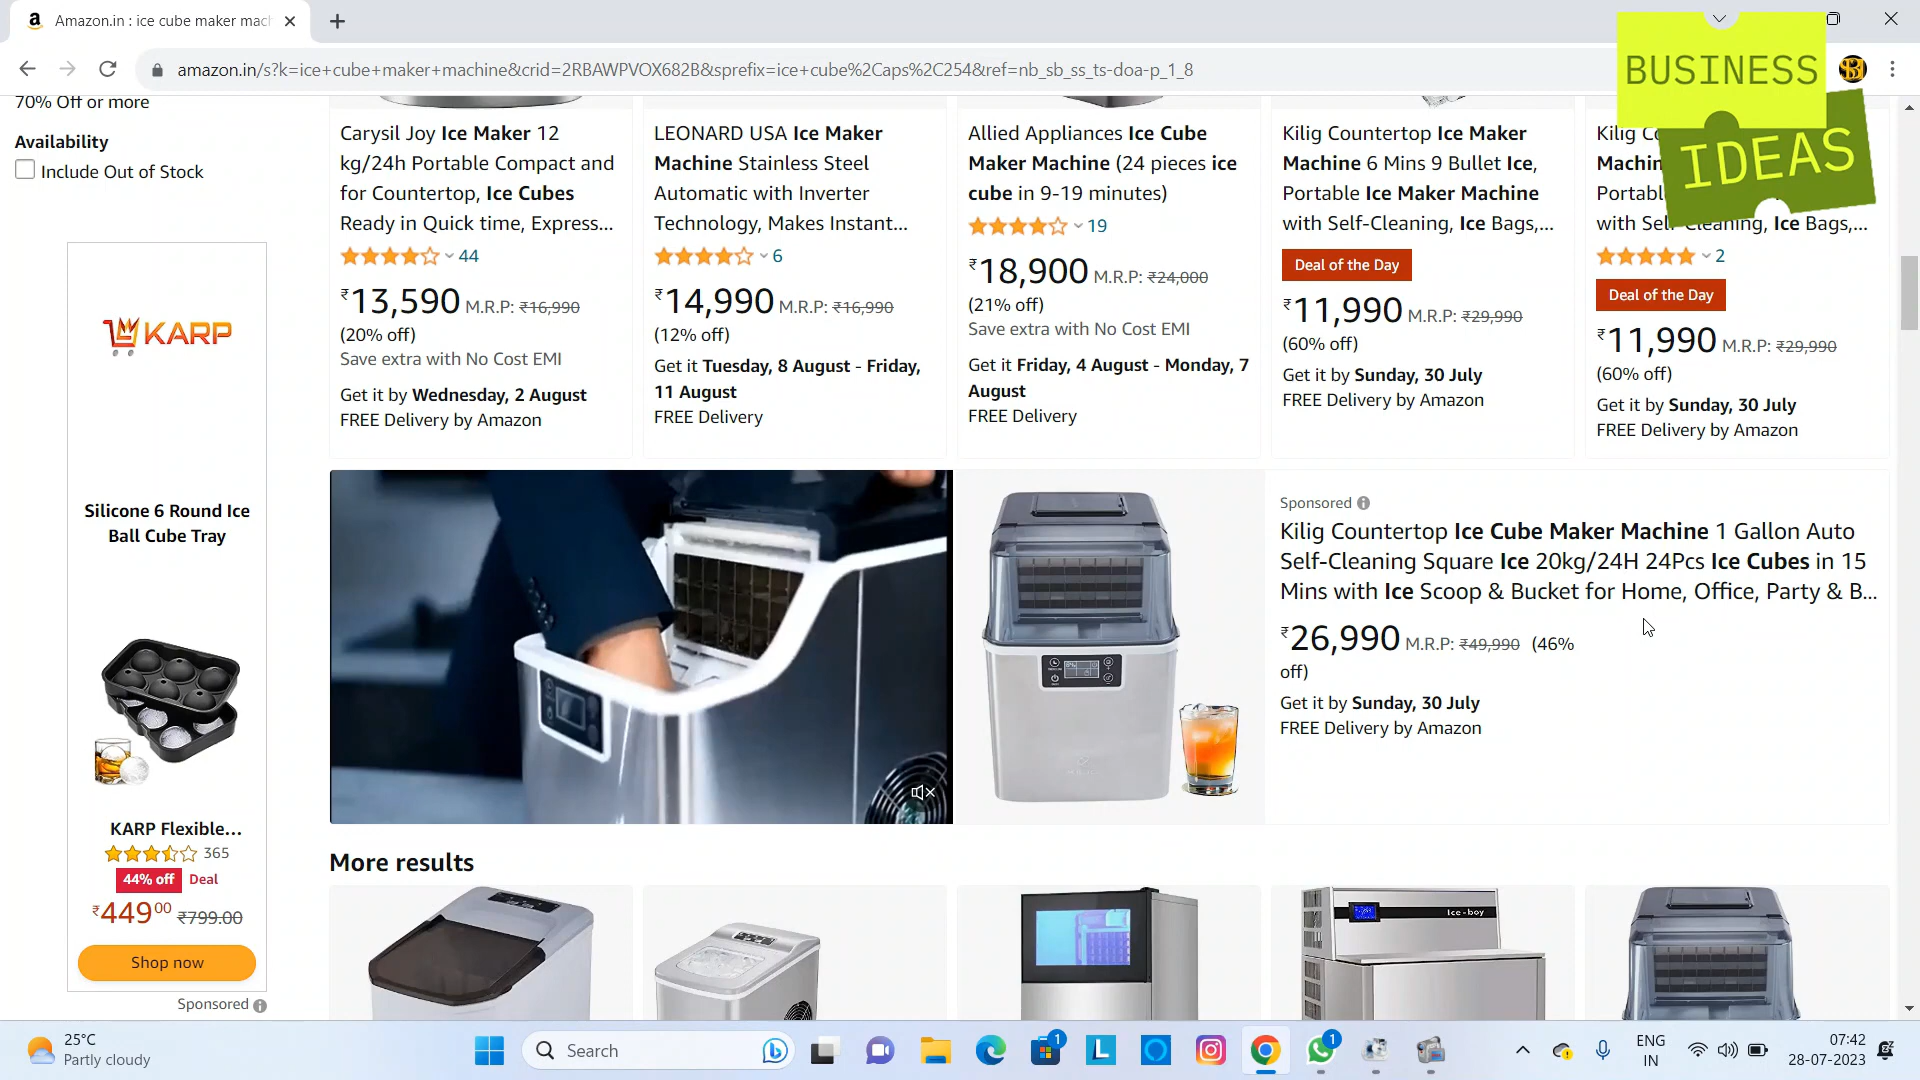 Amazon.in : ice cube maker mach
amazon.in/s?k=ice+cube+maker+machine&crid=2RBAWPVOX682B&sprefix=ice+cube%2Caps%2C254&ref=nb_sb_ss_ts-doa-p_1_8
BUSINESS
IDEAS
70% Off or more
Availability
Include Out of Stock
KARP
Silicone 6 Round Ice
Ball Cube Tray
KARP Flexible...
365
44% off Deal
₹449⁰⁰ ₹799.00
Shop now
Sponsored
Carysil Joy Ice Maker 12
kg/24h Portable Compact and
for Countertop, Ice Cubes
Ready in Quick time, Express...
44
₹13,590 M.R.P: ₹16,990
(20% off)
Save extra with No Cost EMI
Get it by Wednesday, 2 August
FREE Delivery by Amazon
LEONARD USA Ice Maker
Machine Stainless Steel
Automatic with Inverter
Technology, Makes Instant...
6
₹14,990 M.R.P: ₹16,990
(12% off)
Get it Tuesday, 8 August - Friday,
11 August
FREE Delivery
Allied Appliances Ice Cube
Maker Machine (24 pieces ice
cube in 9-19 minutes)
19
₹18,900 M.R.P: ₹24,000
(21% off)
Save extra with No Cost EMI
Get it Friday, 4 August - Monday, 7
August
FREE Delivery
Kilig Countertop Ice Maker
Machine 6 Mins 9 Bullet Ice,
Portable Ice Maker Machine
with Self-Cleaning, Ice Bags,...
Deal of the Day
₹11,990 M.R.P: ₹29,990
(60% off)
Get it by Sunday, 30 July
FREE Delivery by Amazon
Kilig
with Self-Cleaning, Ice Bags,...
2
Deal of the Day
₹11,990 M.R.P: ₹29,990
(60% off)
Get it by Sunday, 30 July
FREE Delivery by Amazon
Sponsored
Kilig Countertop Ice Cube Maker Machine 1 Gallon Auto
Self-Cleaning Square Ice 20kg/24H 24Pcs Ice Cubes in 15
Mins with Ice Scoop & Bucket for Home, Office, Party & B...
₹26,990 M.R.P: ₹49,990 (46%
off)
Get it by Sunday, 30 July
FREE Delivery by Amazon
More results
Ice-boy
25°C
Partly cloudy
Search
1
1
ENG
IN
07:42
28-07-2023